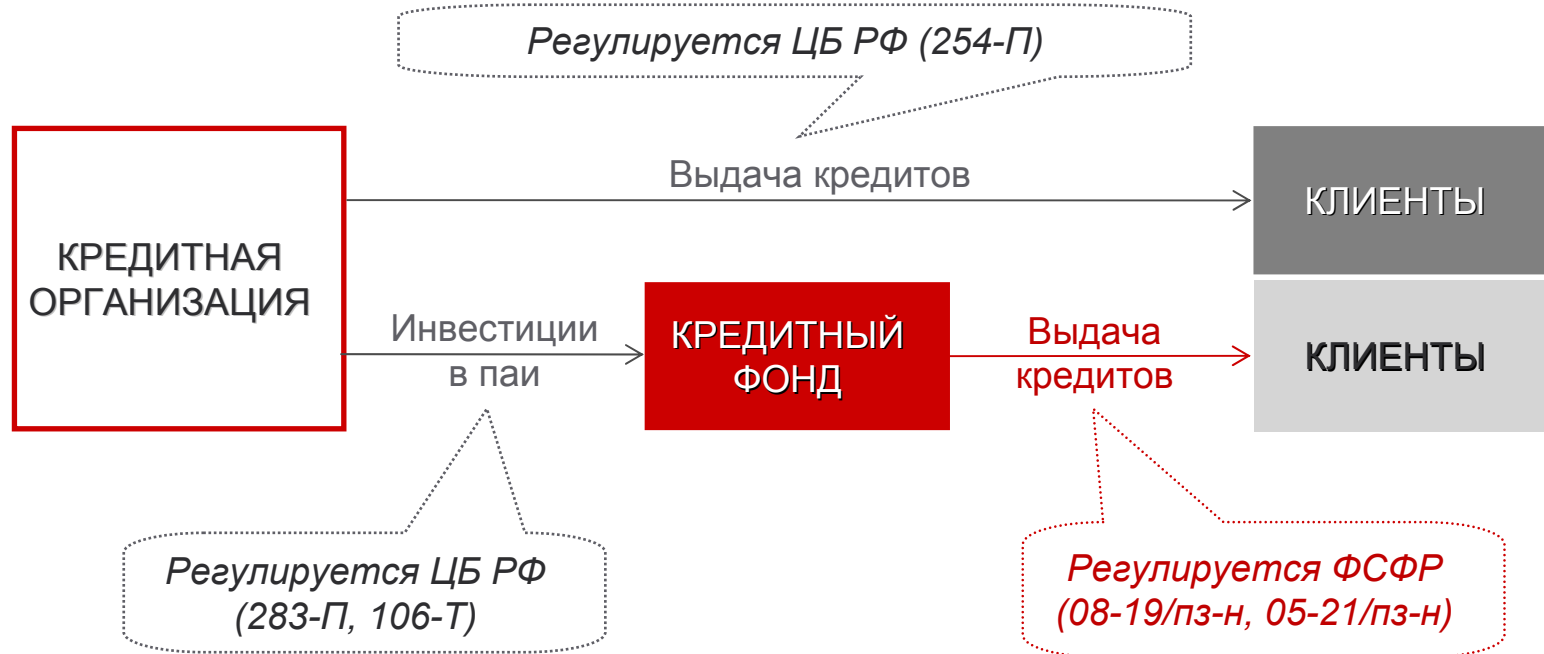 Регулируется ЦБ РФ (254-П)
Выдача кредитов
КЛИЕНТЫ
КРЕДИТНАЯ
ОРГАНИЗАЦИЯ
Инвестиции
в паи
КРЕДИТНЫЙ
ФОНД
Выдача
кредитов
КЛИЕНТЫ
Регулируется ЦБ РФ
(283-П, 106-Т)
Регулируется ФСФР
(08-19/пз-н, 05-21/пз-н)